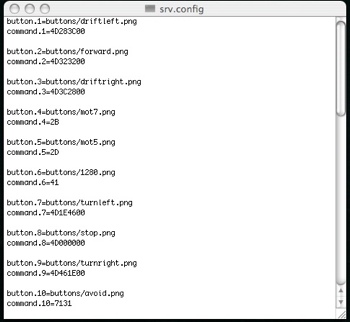 srv.config
button.1=buttons/driftleft.png
command.1=4D283C00
button.2=buttons/forward.png
command.2=4D323200
button.3=buttons/driftright.png
command.3=4D3C2800
button.4=buttons/mot7.png
command.4=2B
button.5=buttons/mot5.png
command.5=2D
button.6=buttons/1280.png
command.6=41
button.7=buttons/turnleft.png
command.7=4D1E4600
button.8=buttons/stop.png
command.8=4D000000
button.9=buttons/turnright.png
command.9=4D461E00
button.10=buttons/avoid.png
command.10=7131